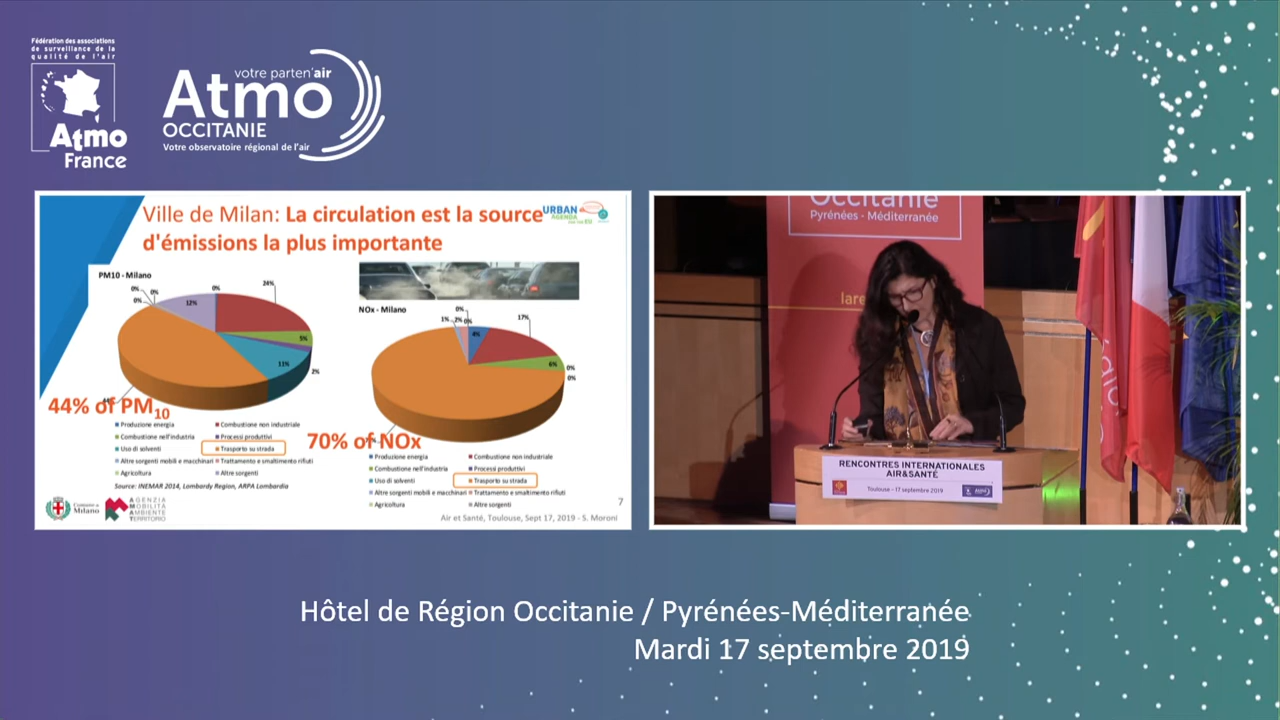 Fédération des associations
de surveillance de la
qualité de l'air
Atmo
France
votre parten'air
Atmo
OCCITANIE
Votre observatoire régional de l'air
Ville de Milan: La circulation est la source
d'émissions la plus importante
URBAN
AGENDA
FOR THE EU
PM10 - Milano
0%
0%
0%
12%
0%
24%
5%
2%
11%
44% of PM10
Produzione energia
Combustione non industriale
Combustione nell'industria
Processi produttivi
Uso di solventi
Trasporto su strada
Altre sorgenti mobili e macchinari
Trattamento e smaltimento rifiuti
Agricoltura
Altre sorgenti
Source: INEMAR 2014, Lombardy Region, ARPA Lombardia
NOx - Milano
0%
1%
2%
0%
4%
17%
6%
0%
0%
70% of NOx
Produzione energia
Combustione non industriale
Combustione nell'industria
Processi produttivi
Uso di solventi
Trasporto su strada
Altre sorgenti mobili e macchinari
Trattamento e smaltimento rifiuti
Agricoltura
Altre sorgenti
Comune di
Milano
AGENZIA
MOBILITÀ
AMBIENTE
TERRITORIO
7
Air et Santé, Toulouse, Sept 17, 2019 - S. Moroni
Occitanie
Pyrénées - Méditerranée
lare
RENCONTRES INTERNATIONALES
AIR&SANTÉ
Toulouse - 17 septembre 2019
Hôtel de Région Occitanie / Pyrénées-Méditerranée
Mardi 17 septembre 2019